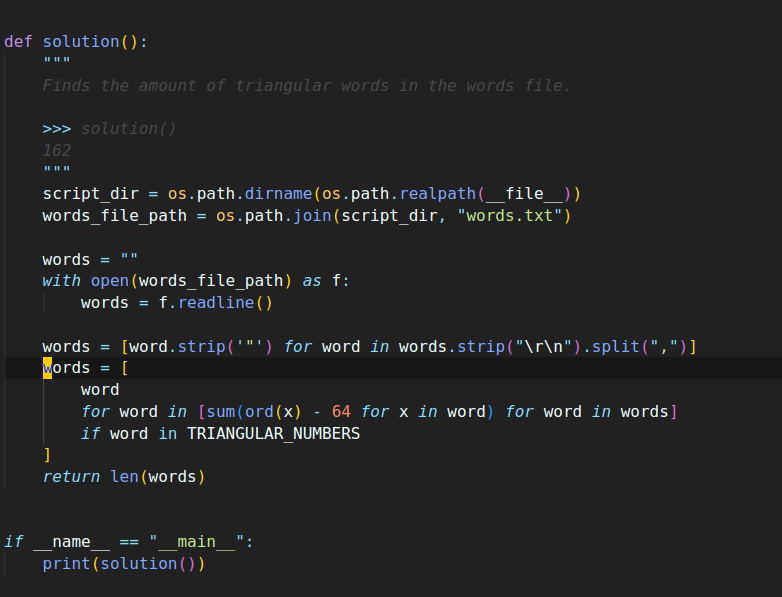 def solution():
    """
    Finds the amount of triangular words in the words file.

    >>> solution()
    162
    """
    script_dir = os.path.dirname(os.path.realpath(__file__))
    words_file_path = os.path.join(script_dir, "words.txt")

    words = ""
    with open(words_file_path) as f:
        words = f.readline()

    words = [word.strip('"') for word in words.strip("\r\n").split(",")]
    words = [
        word
        for word in [sum(ord(x) - 64 for x in word) for word in words]
        if word in TRIANGULAR_NUMBERS
    ]
    return len(words)


if __name__ == "__main__":
    print(solution())